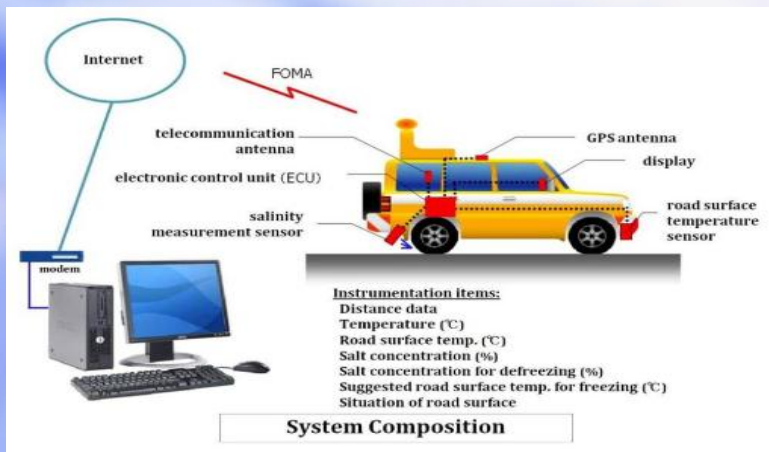 Internet
FOMA
telecommunication
antenna
GPS antenna
display
electronic control unit (ECU)
salinity
measurement sensor
road surface
temperature
sensor
modem
Instrumentation items:
Distance data
Temperature (℃)
Road surface temp. (℃)
Salt concentration (%)
Salt concentration for defreezing (%)
Suggested road surface temp. for freezing (℃)
Situation of road surface
System Composition